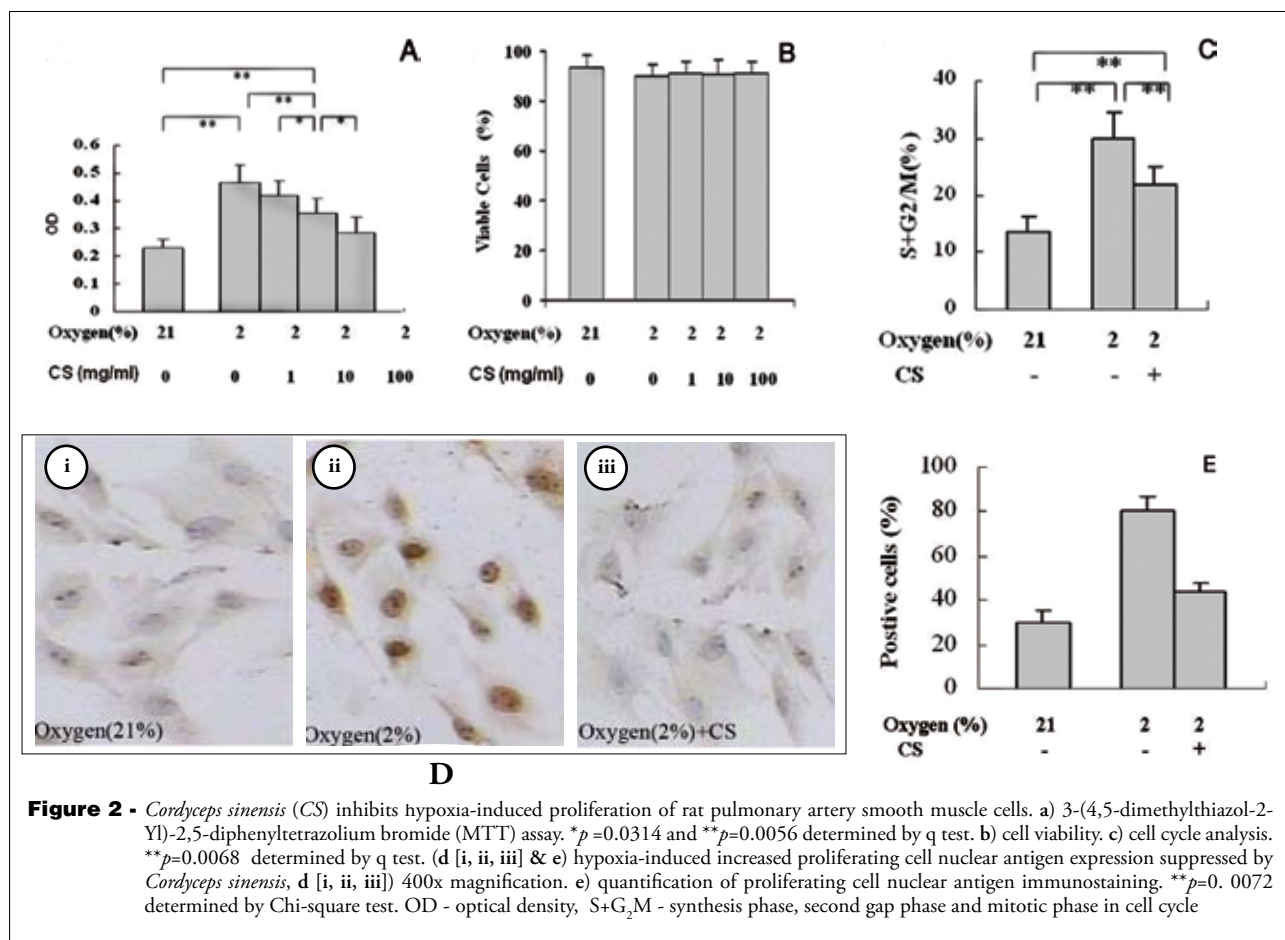 A
**
**
**
*
*
0.6
0.5
0.4
0.3
0.2
0.1
0
OD
Oxygen(%) 21 2 2 2 2
CS (mg/ml) 0 0 1 10 100
B
100
80
60
40
20
0
Viable Cells (%)
Oxygen(%) 21 2 2 2 2
CS (mg/ml) 0 0 1 10 100
C
**
** **
40
30
20
10
0
S+G2/M(%)
Oxygen(%) 21 2 2
CS - - +
i
ii
iii
Oxygen(21%)
Oxygen(2%)
Oxygen(2%)+CS
D
E
100
80
60
40
20
0
Postive cells (%)
Oxygen (%) 21 2 2
CS - - +
Figure 2 - Cordyceps sinensis (CS) inhibits hypoxia-induced proliferation of rat pulmonary artery smooth muscle cells. a) 3-(4,5-dimethylthiazol-2-
Yl)-2,5-diphenyltetrazolium bromide (MTT) assay. *p =0.0314 and **p=0.0056 determined by q test. b) cell viability. c) cell cycle analysis.
**p=0.0068 determined by q test. (d [i, ii, iii] & e) hypoxia-induced increased proliferating cell nuclear antigen expression suppressed by
Cordyceps sinensis, d [i, ii, iii]) 400x magnification. e) quantification of proliferating cell nuclear antigen immunostaining. **p=0. 0072
determined by Chi-square test. OD - optical density, S+G₂M - synthesis phase, second gap phase and mitotic phase in cell cycle